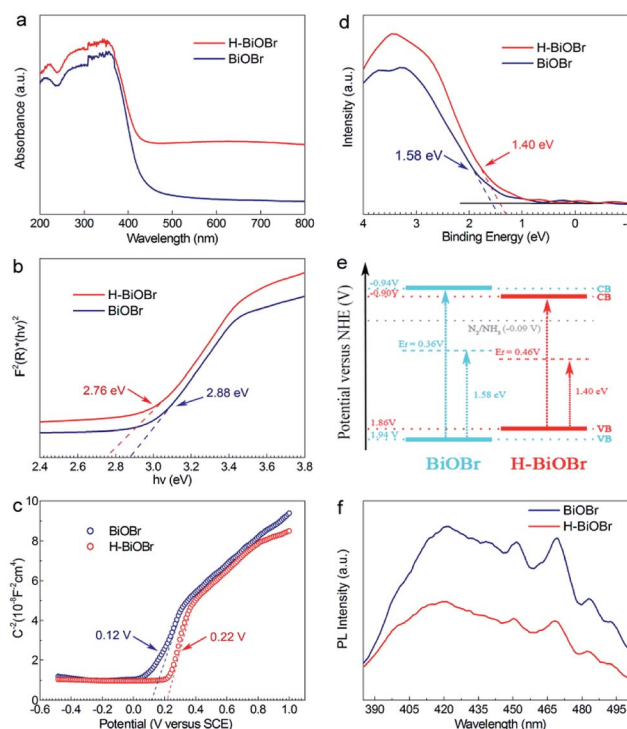 a
H-BiOBr
BiOBr
Absorbance (a.u.)
200 300 400 500 600 700 800
Wavelength (nm)
d
H-BiOBr
BiOBr
Intensity (a.u.)
1.58 eV
1.40 eV
4 3 2 1 0
Binding Energy (eV)
b
H-BiOBr
BiOBr
F²(R)*(hν)²
2.76 eV
2.88 eV
2.4 2.6 2.8 3.0 3.2 3.4 3.6 3.8
hν (eV)
e
Potential versus NHE (V)
-0.94V
-0.90V
CB
CB
N₂/NH₃ (-0.09 V)
Ef = 0.36V
Ef = 0.46V
1.58 eV
1.40 eV
1.86V
1.94 V
VB
VB
BiOBr
H-BiOBr
c
BiOBr
H-BiOBr
C⁻²(10⁻⁸F⁻²cm⁴)
10
8
6
4
2
0
0.12 V
0.22 V
-0.6 -0.4 -0.2 0.0 0.2 0.4 0.6 0.8 1.0
Potential (V versus SCE)
f
BiOBr
H-BiOBr
PL Intensity (a.u.)
390 405 420 435 450 465 480 495
Wavelength (nm)